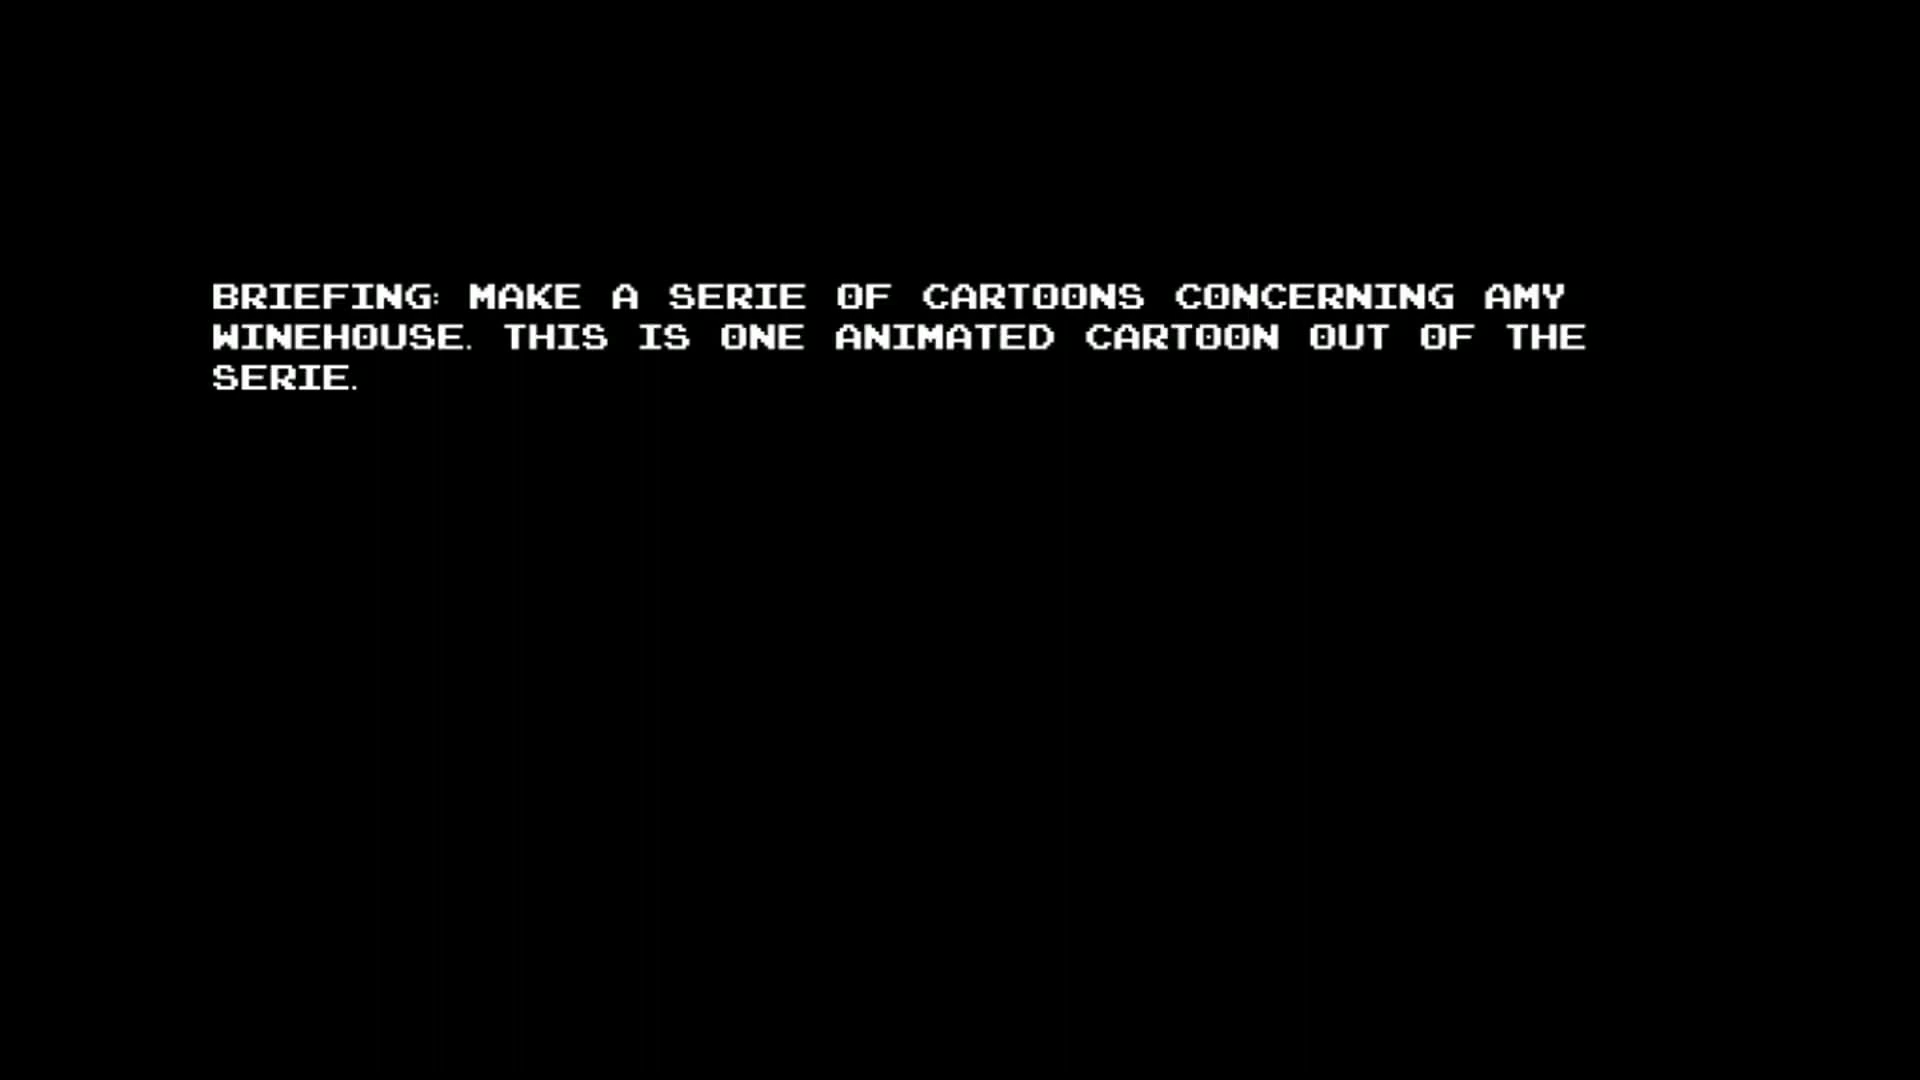 BRIEFING: MAKE A SERIE OF CARTOONS CONCERNING AMY
WINEHOUSE. THIS IS ONE ANIMATED CARTOON OUT OF THE
SERIE.